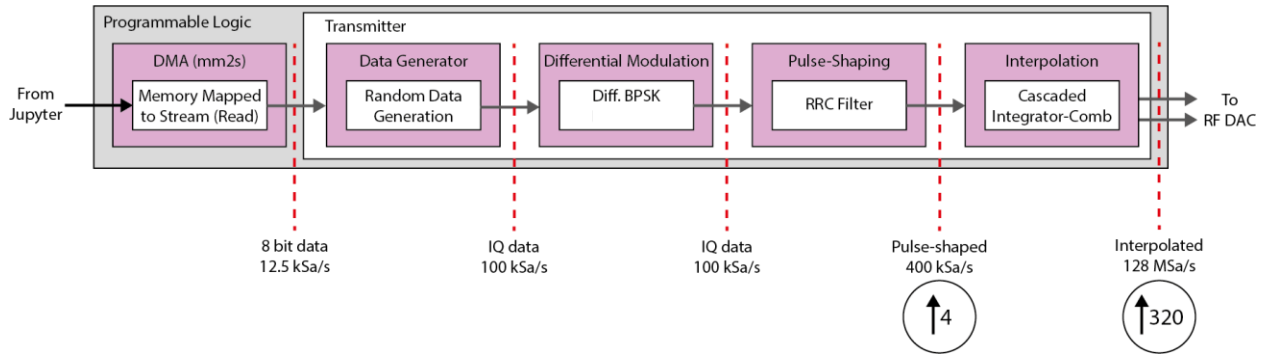 Programmable Logic
Transmitter
DMA (mm2s)
Data Generator
Differential Modulation
Pulse-Shaping
Interpolation
From
Jupyter
Memory Mapped
to Stream (Read)
Random Data
Generation
Diff. BPSK
RRC Filter
Cascaded
Integrator-Comb
To
RF DAC
8 bit data
12.5 kSa/s
IQ data
100 kSa/s
IQ data
100 kSa/s
Pulse-shaped
400 kSa/s
Interpolated
128 MSa/s
4
320